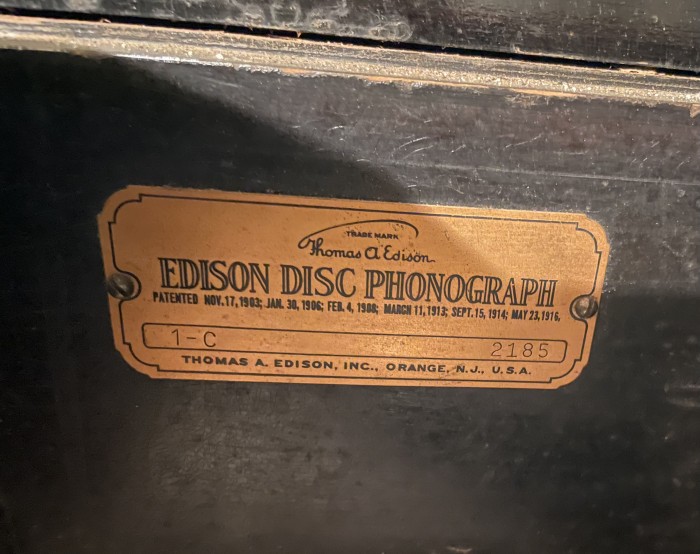 TRADE MARK
Thomas A Edison
EDISON DISC PHONOGRAPH
PATENTED NOV. 17, 1903; JAN. 30, 1906; FEB. 4, 1908; MARCH 11, 1913; SEPT. 15, 1914; MAY 23, 1916,
1-C 2185
THOMAS A. EDISON, INC., ORANGE, N.J., U.S.A.